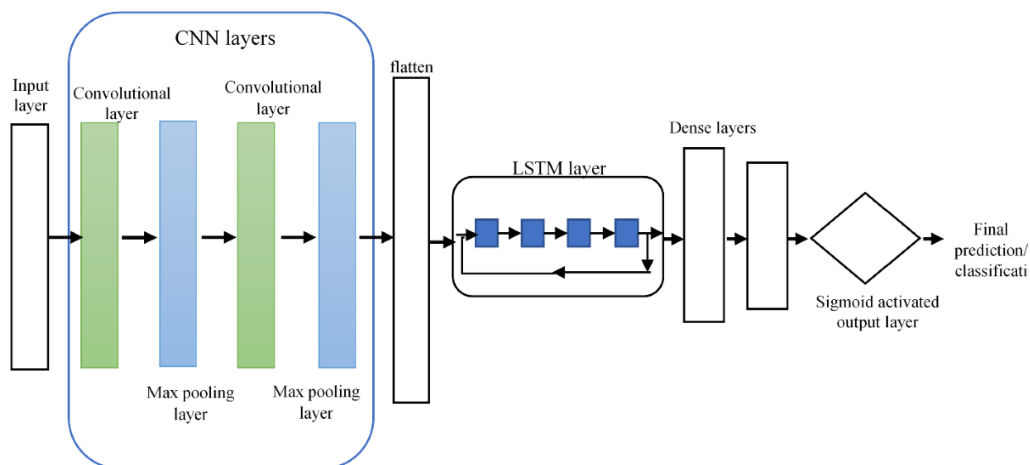 CNN layers
Input
layer
Convolutional
layer
Max pooling
layer
Convolutional
layer
Max pooling
layer
flatten
LSTM layer
Dense layers
Sigmoid activated
output layer
Final
prediction/
classificati